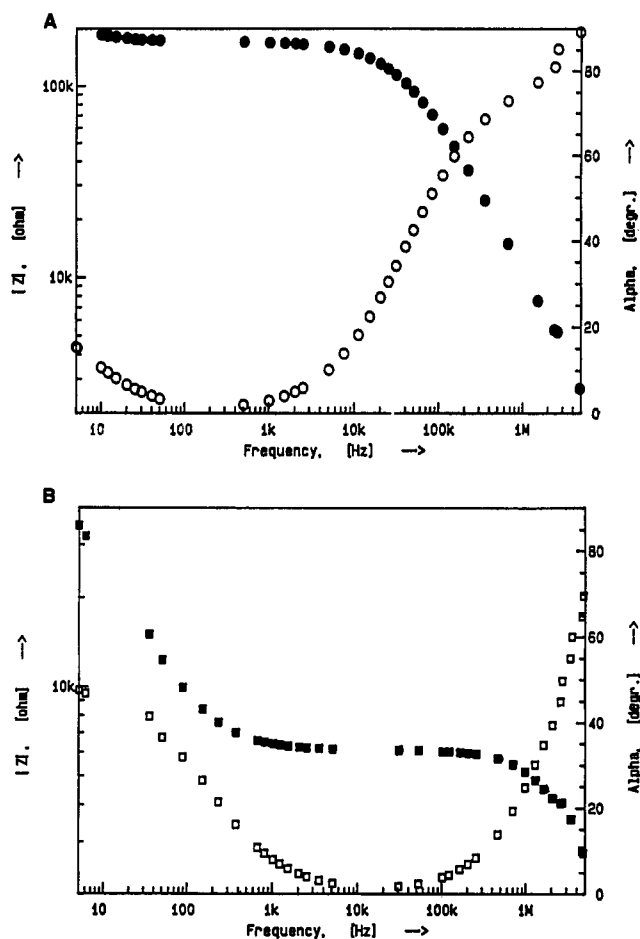 A
100k
10k
[Z], [ohm] —>
80
60
40
20
0
Alpha, [degr.] —>
10 100 1k 10k 100k 1M
Frequency, [Hz] —>
B
10k
[Z], [ohm] —>
80
60
40
20
0
Alpha, [degr.] —>
10 100 1k 10k 100k 1M
Frequency, [Hz] —>